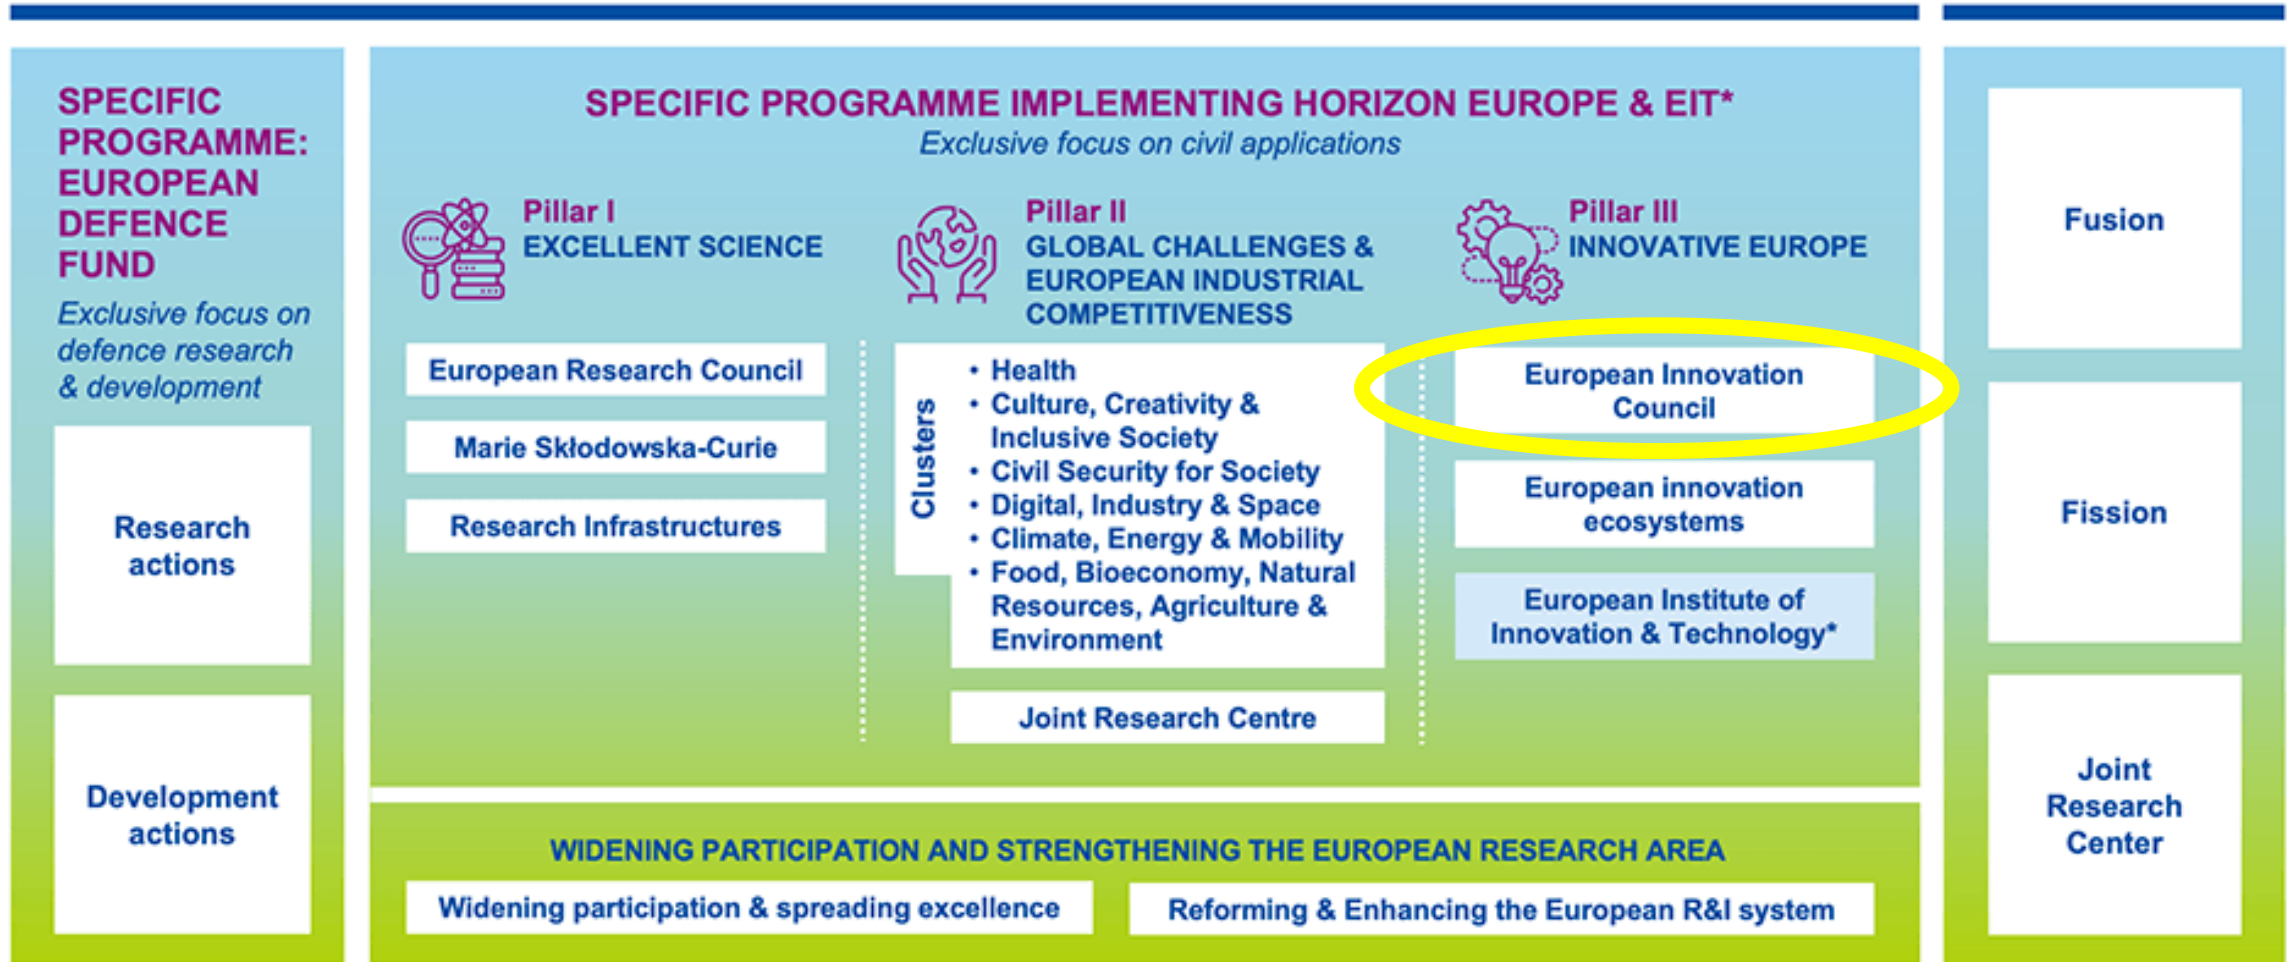 SPECIFIC
PROGRAMME:
EUROPEAN
DEFENCE
FUND
Exclusive focus on
defence research
& development
Research
actions
Development
actions
SPECIFIC PROGRAMME IMPLEMENTING HORIZON EUROPE & EIT*
Exclusive focus on civil applications
Pillar I
EXCELLENT SCIENCE
European Research Council
Marie Skłodowska-Curie
Research Infrastructures
Pillar II
GLOBAL CHALLENGES &
EUROPEAN INDUSTRIAL
COMPETITIVENESS
Clusters
• Health
• Culture, Creativity &
Inclusive Society
• Civil Security for Society
• Digital, Industry & Space
• Climate, Energy & Mobility
• Food, Bioeconomy, Natural
Resources, Agriculture &
Environment
Joint Research Centre
Pillar III
INNOVATIVE EUROPE
European Innovation
Council
European innovation
ecosystems
European Institute of
Innovation & Technology*
WIDENING PARTICIPATION AND STRENGTHENING THE EUROPEAN RESEARCH AREA
Widening participation & spreading excellence
Reforming & Enhancing the European R&I system
Fusion
Fission
Joint
Research
Center